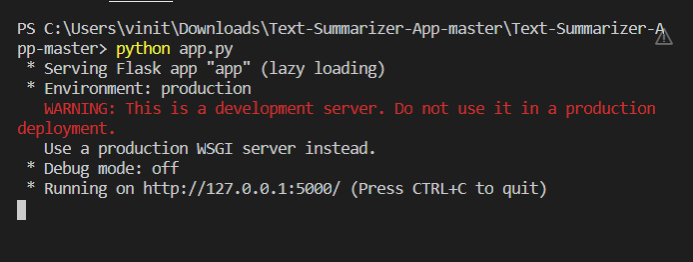 PS C:\Users\vinit\Downloads\Text-Summarizer-App-master\Text-Summarizer-A
pp-master> python app.py
 * Serving Flask app "app" (lazy loading)
 * Environment: production
   WARNING: This is a development server. Do not use it in a production
deployment.
   Use a production WSGI server instead.
 * Debug mode: off
 * Running on http://127.0.0.1:5000/ (Press CTRL+C to quit)